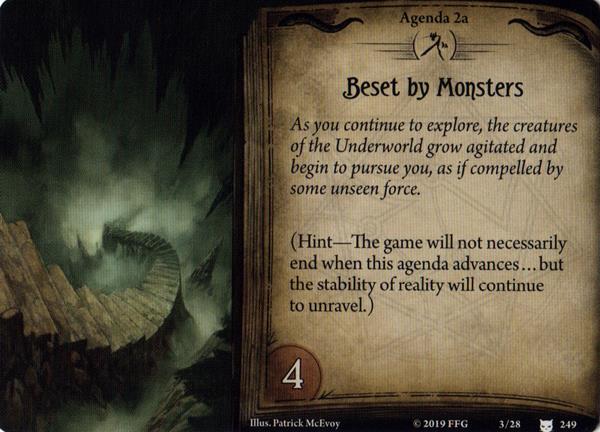 Agenda 2a
Beset by Monsters
As you continue to explore, the creatures
of the Underworld grow agitated and
begin to pursue you, as if compelled by
some unseen force.
(Hint—The game will not necessarily
end when this agenda advances…but
the stability of reality will continue
to unravel.)
4
Illus. Patrick McEvoy © 2019 FFG 3/28 249